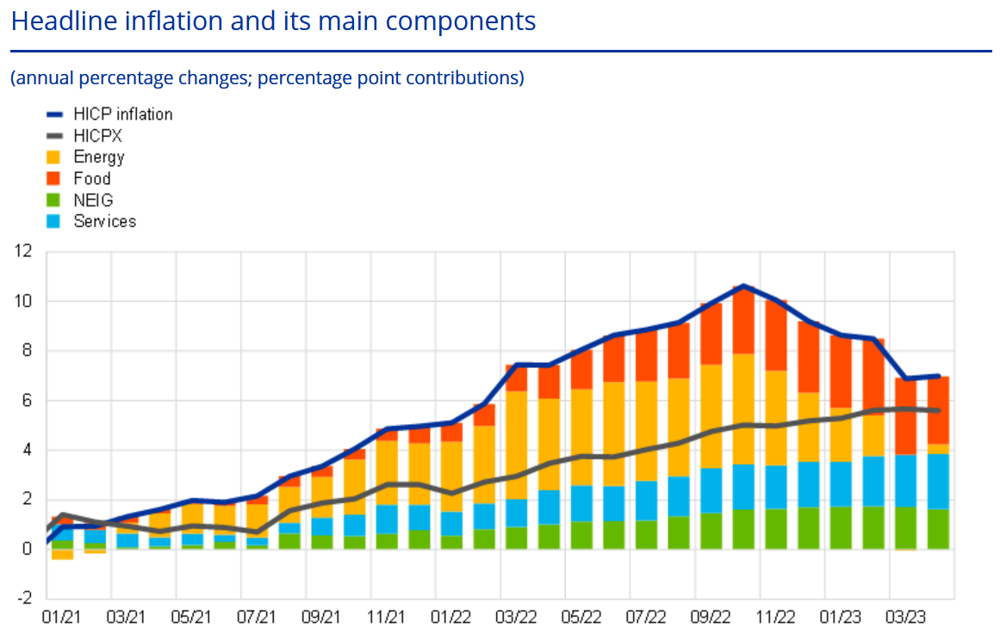 Headline inflation and its main components
(annual percentage changes; percentage point contributions)
HICP inflation
HICPX
Energy
Food
NEIG
Services
12
10
8
6
4
2
0
-2
01/21 03/21 05/21 07/21 09/21 11/21 01/22 03/22 05/22 07/22 09/22 11/22 01/23 03/23